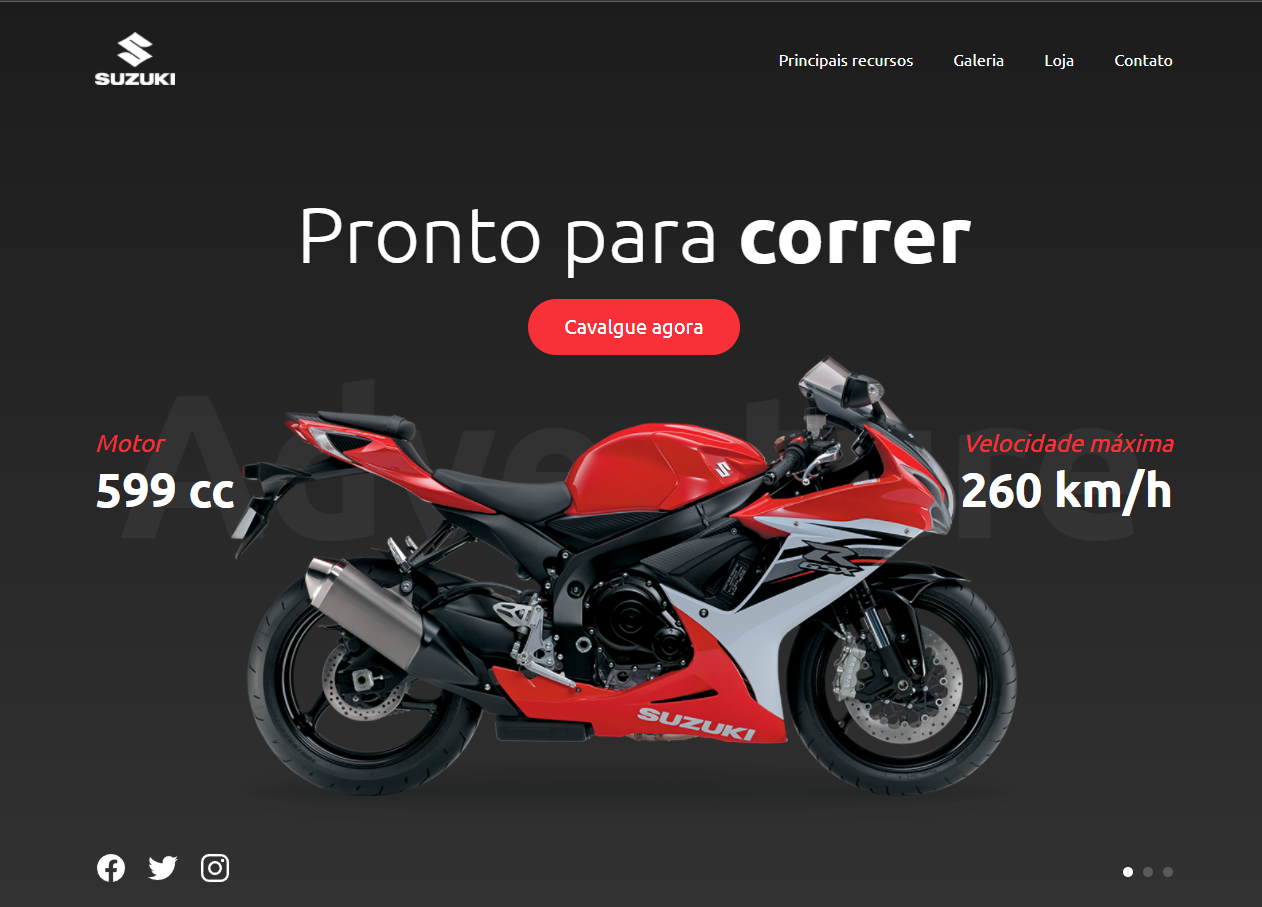 SUZUKI
Principais recursos Galeria Loja Contato
Pronto para correr
Cavalgue agora
Adventure
Motor
599 cc
Velocidade máxima
260 km/h
R
GSX
SUZUKI